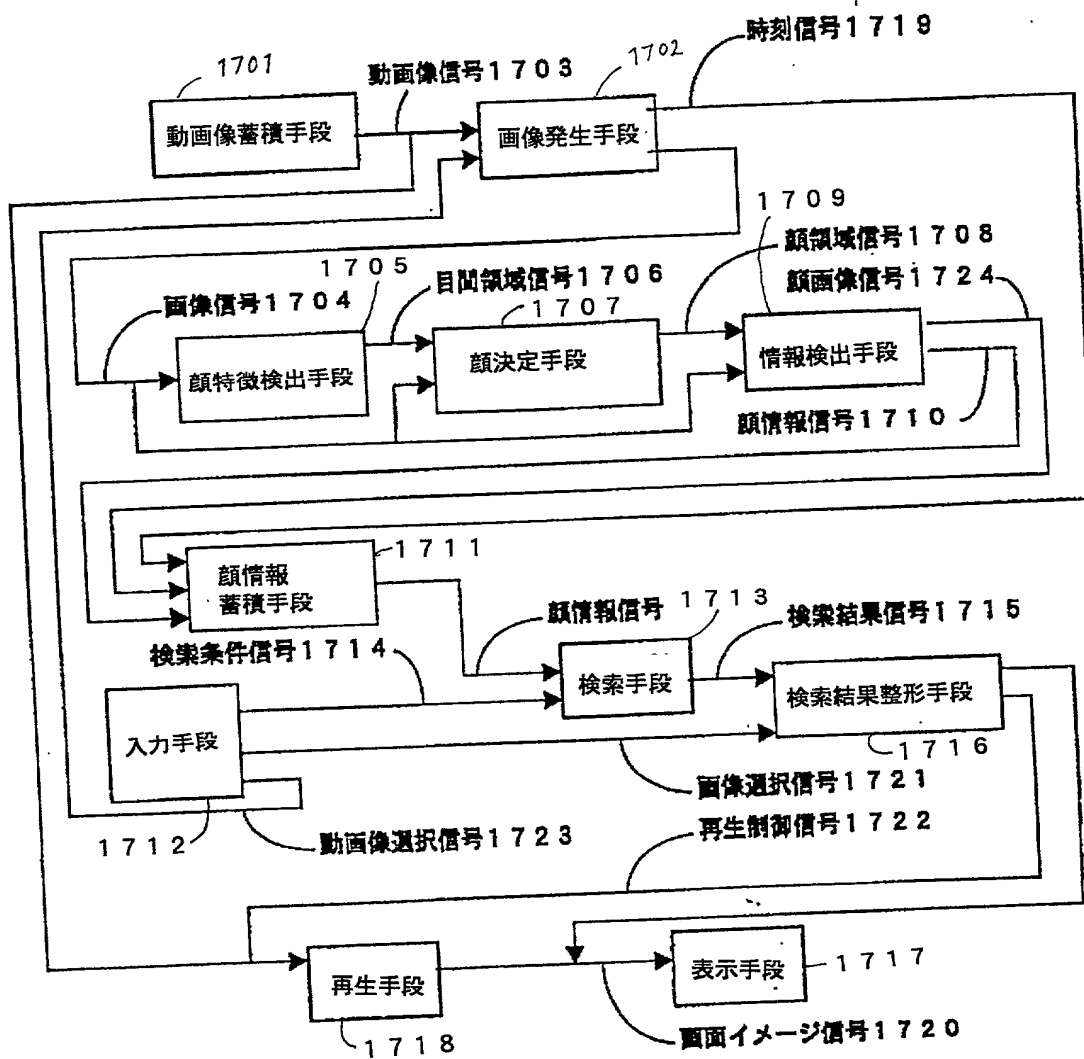 時刻信号1719
1701
動画像信号1703
1702
動画像蓄積手段
画像発生手段
1709
顔領域信号1708
1705
目間領域信号1706
顔画像信号1724
画像信号1704
1707
顔特徴検出手段
顔決定手段
情報検出手段
顔情報信号1710
1711
顔情報
蓄積手段
顔情報信号
1713
検索結果信号1715
検索条件信号1714
検索手段
検索結果整形手段
入力手段
1716
画像選択信号1721
1712
動画像選択信号1723
再生制御信号1722
再生手段
表示手段
1717
画面イメージ信号1720
1718